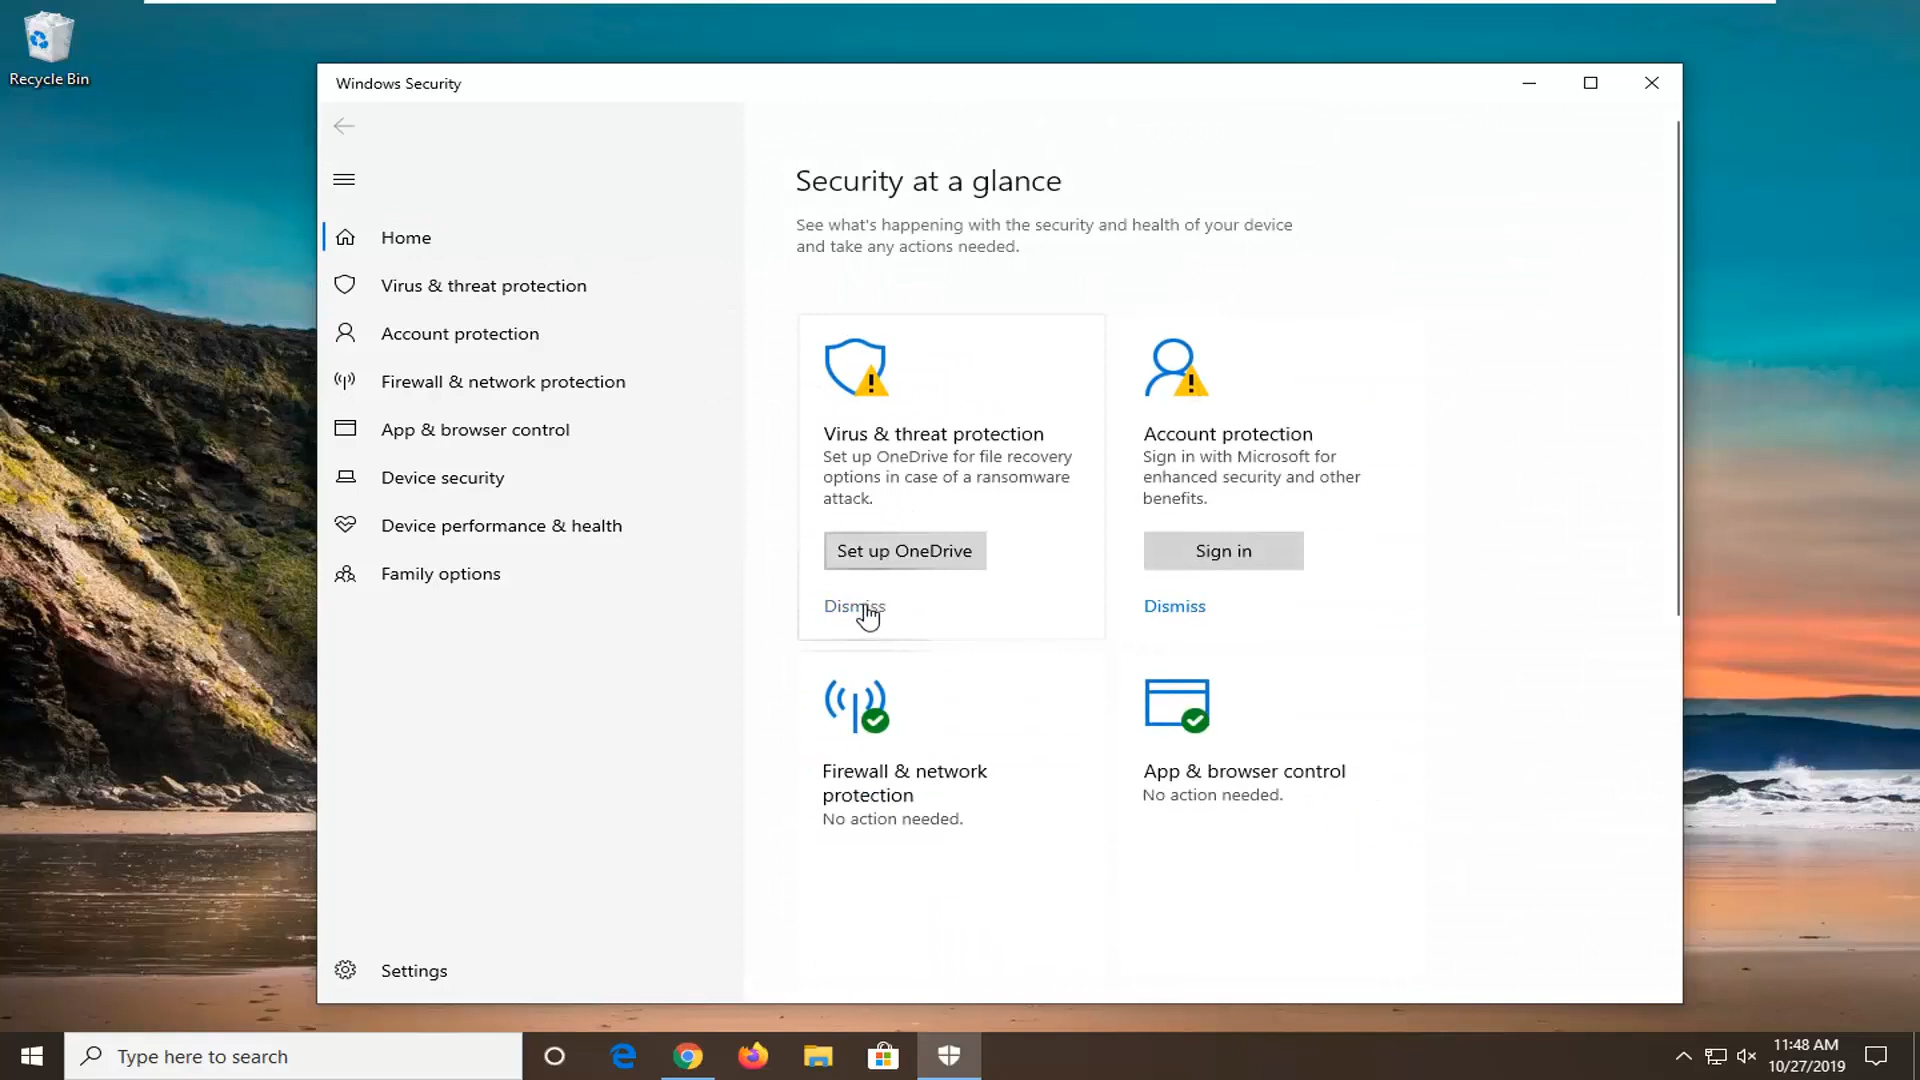 Recycle Bin
Windows Security
Home
Virus & threat protection
Account protection
Firewall & network protection
App & browser control
Device security
Device performance & health
Family options
Settings
Security at a glance
See what's happening with the security and health of your device
and take any actions needed.
Virus & threat protection
Set up OneDrive for file recovery
options in case of a ransomware
attack.
Set up OneDrive
Dismiss
Account protection
Sign in with Microsoft for
enhanced security and other
benefits.
Sign in
Dismiss
Firewall & network
protection
No action needed.
App & browser control
No action needed.
Type here to search
11:48 AM
10/27/2019